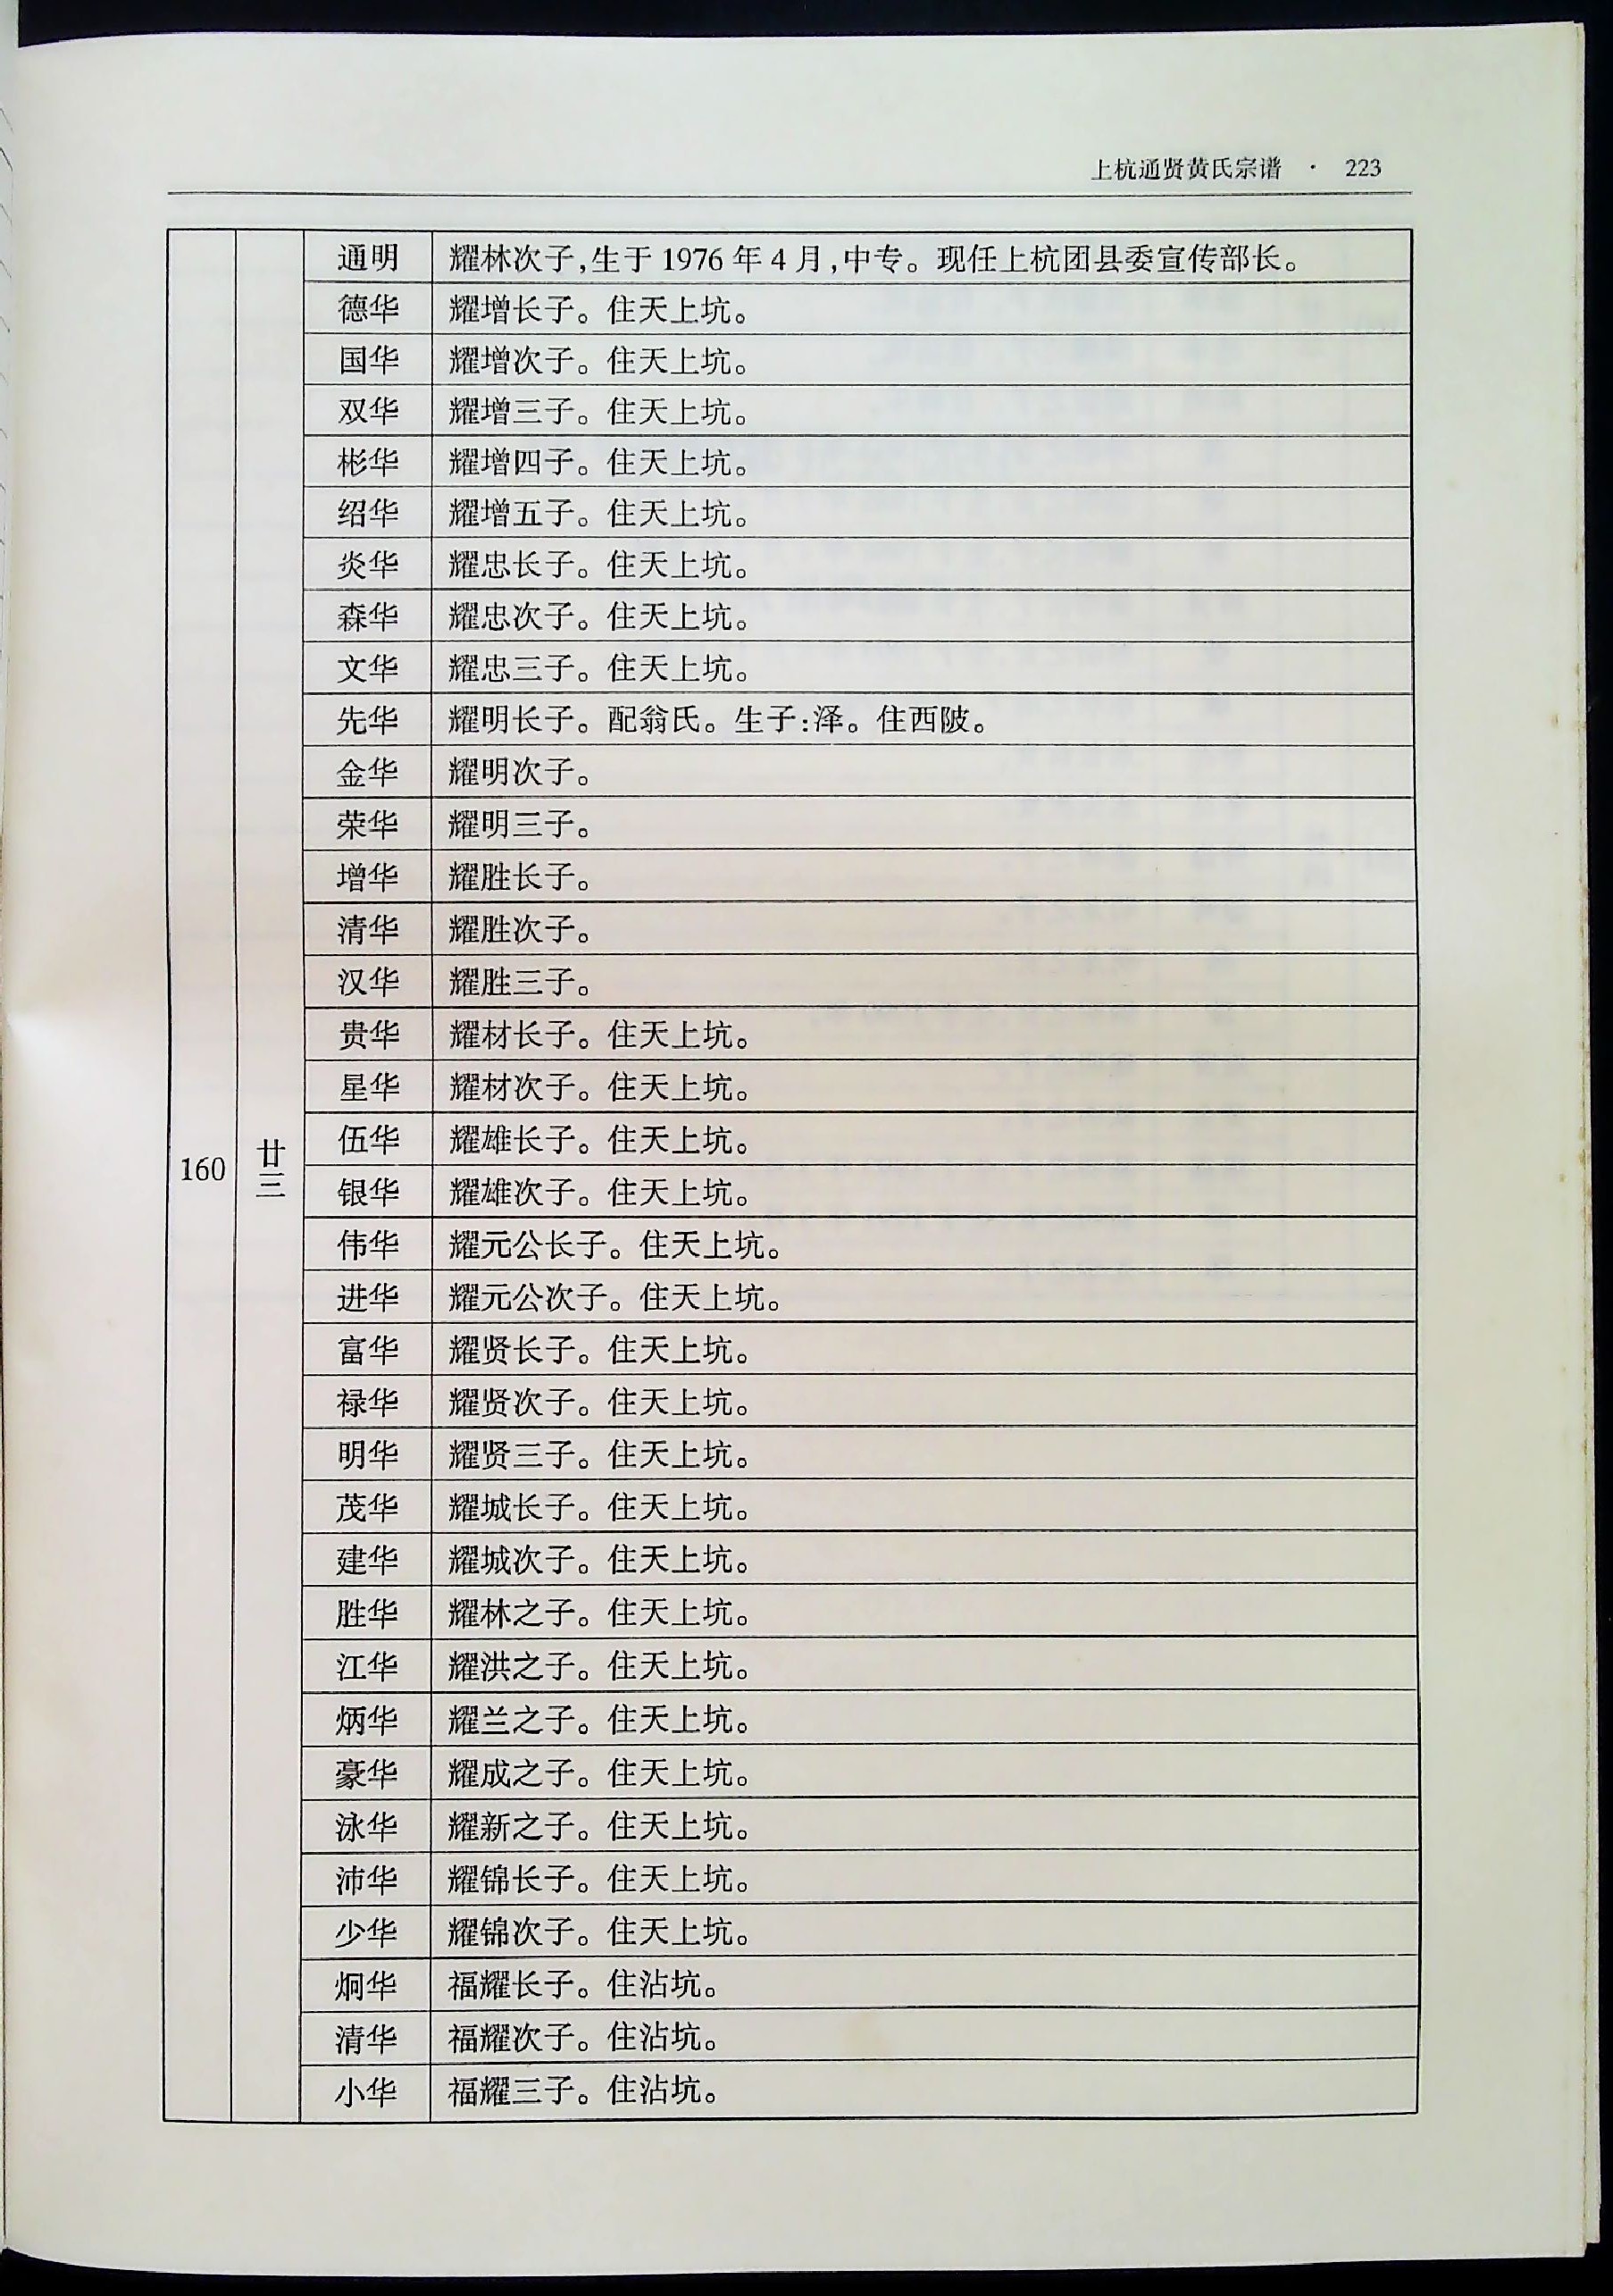 上杭通贤黄氏宗谱 · 223
160
廿三
通明 耀林次子,生于1976年4月,中专。现任上杭团县委宣传部长。
德华 耀增长子。住天上坑。
国华 耀增次子。住天上坑。
双华 耀增三子。住天上坑。
彬华 耀增四子。住天上坑。
绍华 耀增五子。住天上坑。
炎华 耀忠长子。住天上坑。
森华 耀忠次子。住天上坑。
文华 耀忠三子。住天上坑。
先华 耀明长子。配翁氏。生子:泽。住西陂。
金华 耀明次子。
荣华 耀明三子。
增华 耀胜长子。
清华 耀胜次子。
汉华 耀胜三子。
贵华 耀材长子。住天上坑。
星华 耀材次子。住天上坑。
伍华 耀雄长子。住天上坑。
银华 耀雄次子。住天上坑。
伟华 耀元公长子。住天上坑。
进华 耀元公次子。住天上坑。
富华 耀贤长子。住天上坑。
禄华 耀贤次子。住天上坑。
明华 耀贤三子。住天上坑。
茂华 耀城长子。住天上坑。
建华 耀城次子。住天上坑。
胜华 耀林之子。住天上坑。
江华 耀洪之子。住天上坑。
炳华 耀兰之子。住天上坑。
豪华 耀成之子。住天上坑。
泳华 耀新之子。住天上坑。
沛华 耀锦长子。住天上坑。
少华 耀锦次子。住天上坑。
炯华 福耀长子。住沾坑。
清华 福耀次子。住沾坑。
小华 福耀三子。住沾坑。